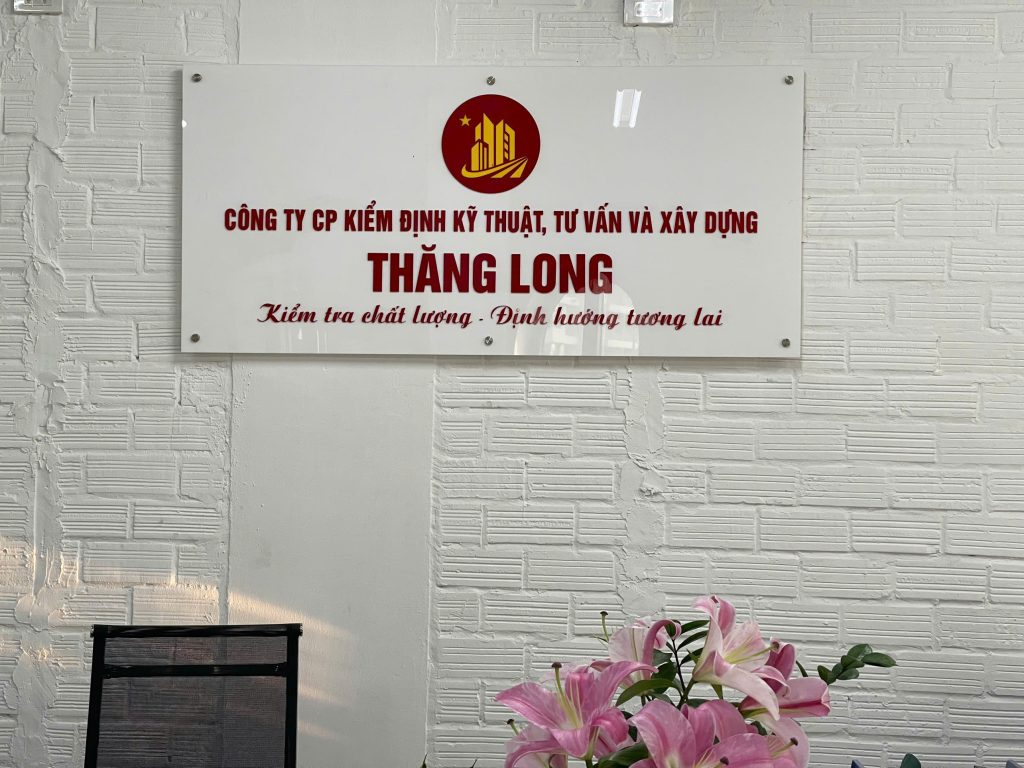 CÔNG TY CP KIỂM ĐỊNH KỸ THUẬT, TƯ VẤN VÀ XÂY DỰNG
THĂNG LONG
Kiểm tra chất lượng - Định hướng tương lai